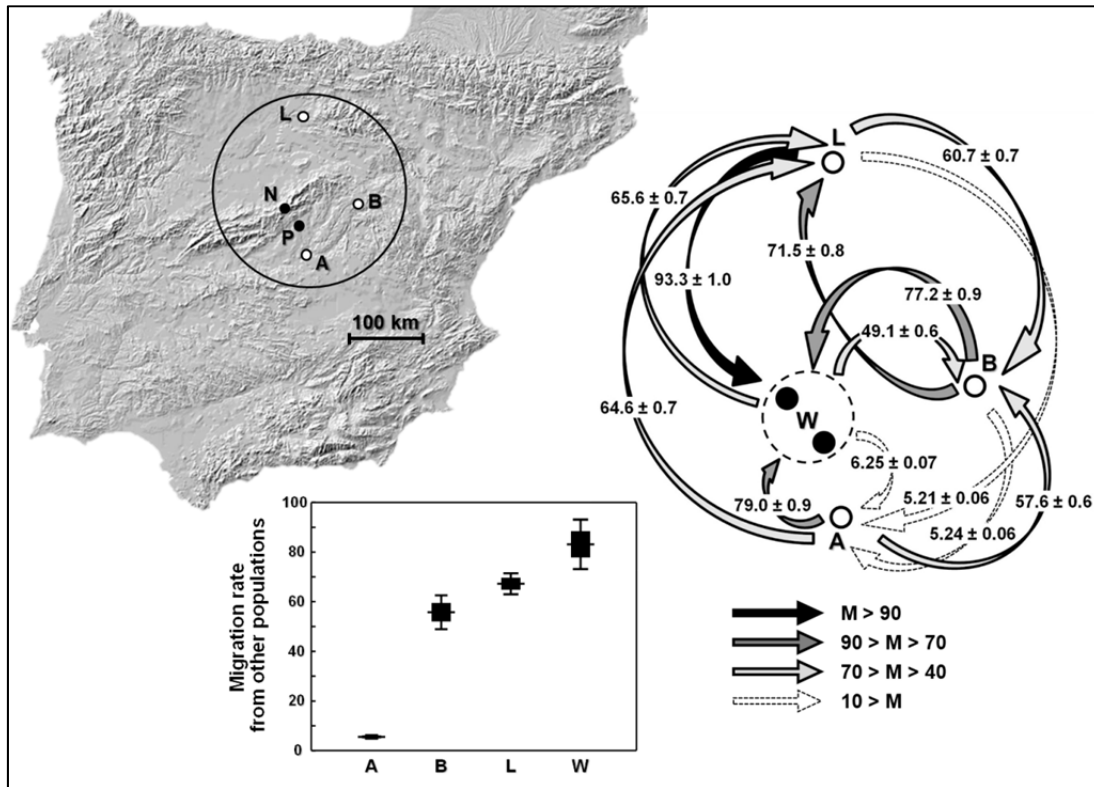 L
N
B
P
A
100 km
L
60.7 ± 0.7
65.6 ± 0.7
71.5 ± 0.8
93.3 ± 1.0
77.2 ± 0.9
49.1 ± 0.6
B
64.6 ± 0.7
W
6.25 ± 0.07
79.0 ± 0.9
5.21 ± 0.06
57.6 ± 0.6
A
5.24 ± 0.06
100
80
60
40
20
0
Migration rate
from other populations
A B L W
M > 90
90 > M > 70
70 > M > 40
10 > M